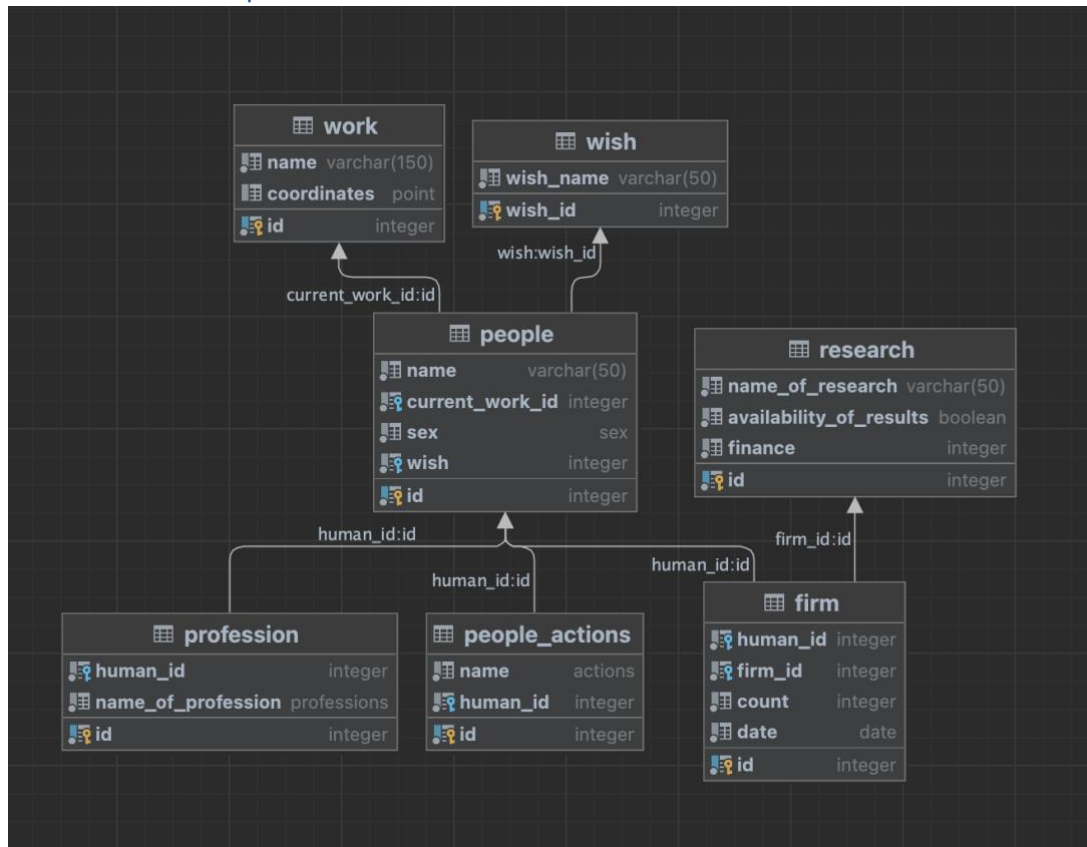 work
name varchar(150)
coordinates point
id integer
wish
wish_name varchar(50)
wish_id integer
wish:wish_id
current_work_id:id
people
name varchar(50)
current_work_id integer
sex sex
wish integer
id integer
research
name_of_research varchar(50)
availability_of_results boolean
finance integer
id integer
human_id:id
human_id:id
human_id:id
firm_id:id
profession
human_id integer
name_of_profession professions
id integer
people_actions
name actions
human_id integer
id integer
firm
human_id integer
firm_id integer
count integer
date date
id integer